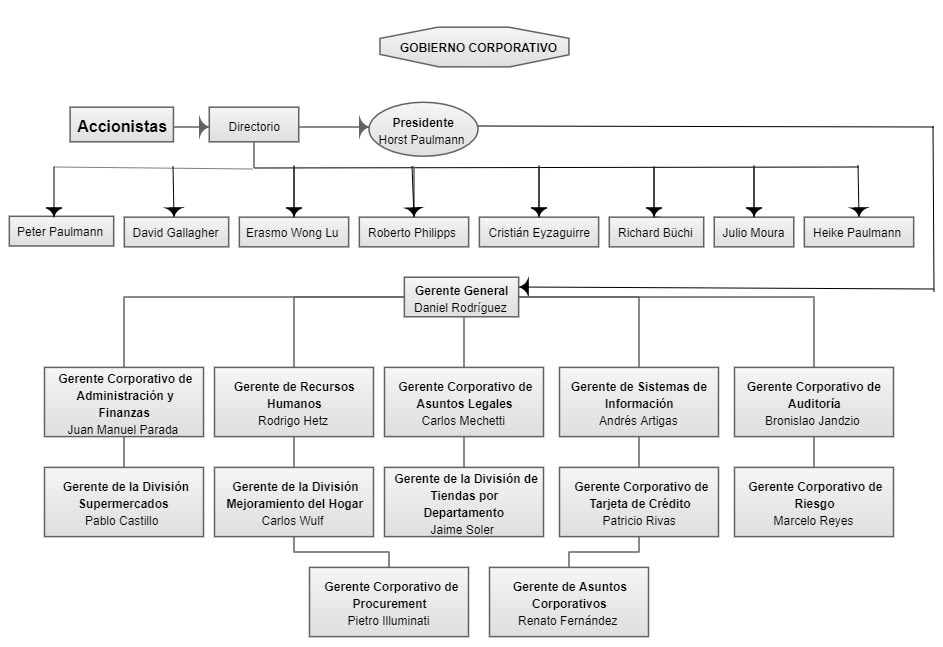 GOBIERNO CORPORATIVO
Accionistas
Directorio
Presidente
Horst Paulmann
Peter Paulmann
David Gallagher
Erasmo Wong Lu
Roberto Philipps
Cristián Eyzaguirre
Richard Büchi
Julio Moura
Heike Paulmann
Gerente General
Daniel Rodríguez
Gerente Corporativo de
Administración y
Finanzas
Juan Manuel Parada
Gerente de Recursos
Humanos
Rodrigo Hetz
Gerente Corporativo de
Asuntos Legales
Carlos Mechetti
Gerente de Sistemas de
Información
Andrés Artigas
Gerente Corporativo de
Auditoría
Bronislao Jandzio
Gerente de la División
Supermercados
Pablo Castillo
Gerente de la División
Mejoramiento del Hogar
Carlos Wulf
Gerente de la División de
Tiendas por
Departamento
Jaime Soler
Gerente Corporativo de
Tarjeta de Crédito
Patricio Rivas
Gerente Corporativo de
Riesgo
Marcelo Reyes
Gerente Corporativo de
Procurement
Pietro Illuminati
Gerente de Asuntos
Corporativos
Renato Fernández